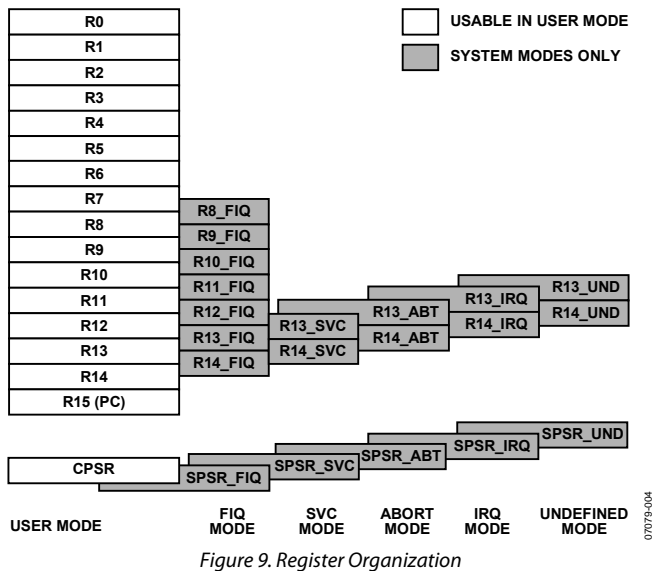 R0
R1
R2
R3
R4
R5
R6
R7
R8
R9
R10
R11
R12
R13
R14
R15 (PC)
USABLE IN USER MODE
SYSTEM MODES ONLY
R8_FIQ
R9_FIQ
R10_FIQ
R11_FIQ
R12_FIQ
R13_FIQ
R14_FIQ
R13_SVC
R14_SVC
R13_ABT
R14_ABT
R13_IRQ
R14_IRQ
R13_UND
R14_UND
CPSR
SPSR_FIQ
SPSR_SVC
SPSR_ABT
SPSR_IRQ
SPSR_UND
USER MODE
FIQ
MODE
SVC
MODE
ABORT
MODE
IRQ
MODE
UNDEFINED
MODE
07079-004
Figure 9. Register Organization